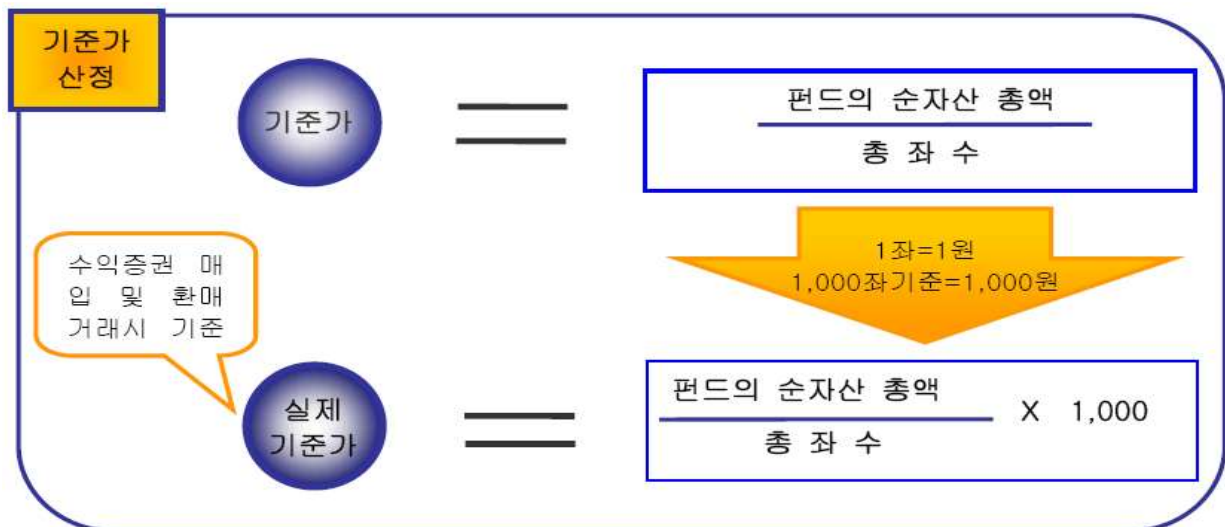 기준가
산정
기준가
펀드의 순자산 총액
총 좌 수
1좌=1원
1,000좌기준=1,000원
수익증권 매
입 및 환매
거래시 기준
실제
기준가
펀드의 순자산 총액
총 좌 수
X 1,000